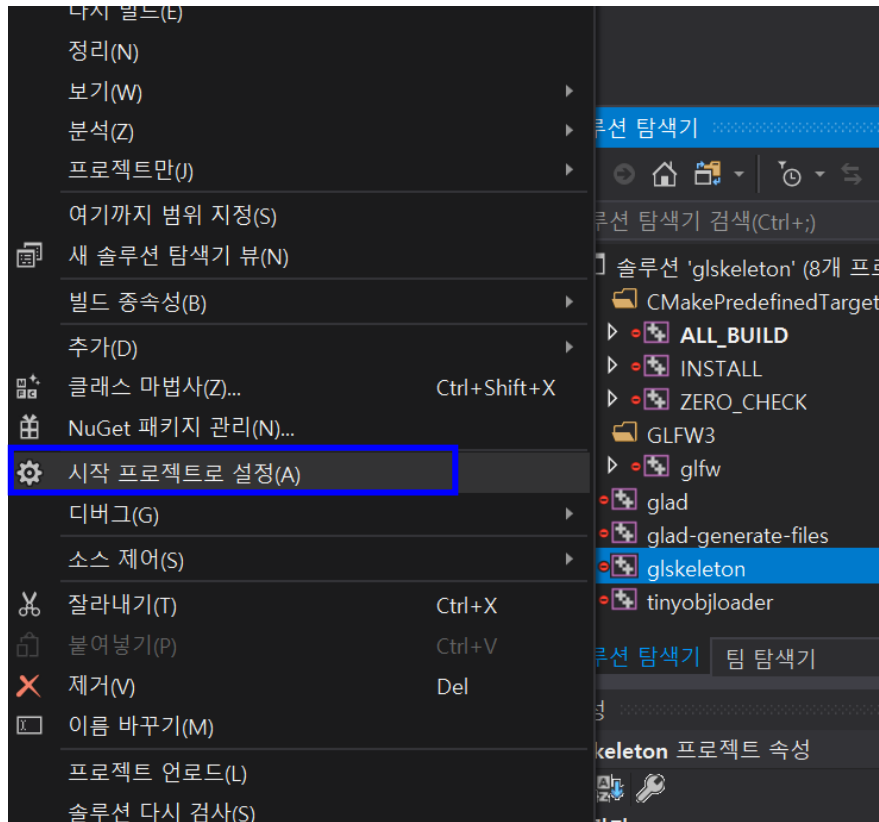 다시 빌드(E)
정리(N)
보기(W)
분석(Z)
프로젝트만(J)
여기까지 범위 지정(S)
새 솔루션 탐색기 뷰(N)
빌드 종속성(B)
추가(D)
클래스 마법사(Z)... Ctrl+Shift+X
NuGet 패키지 관리(N)...
시작 프로젝트로 설정(A)
디버그(G)
소스 제어(S)
잘라내기(T) Ctrl+X
붙여넣기(P) Ctrl+V
제거(V) Del
이름 바꾸기(M)
프로젝트 언로드(L)
솔루션 다시 검사(S)
루션 탐색기
루션 탐색기 검색(Ctrl+;)
솔루션 'glskeleton' (8개 프로
CMakePredefinedTarget
ALL_BUILD
INSTALL
ZERO_CHECK
GLFW3
glfw
glad
glad-generate-files
glskeleton
tinyobjloader
루션 탐색기 팀 탐색기
성
keleton 프로젝트 속성